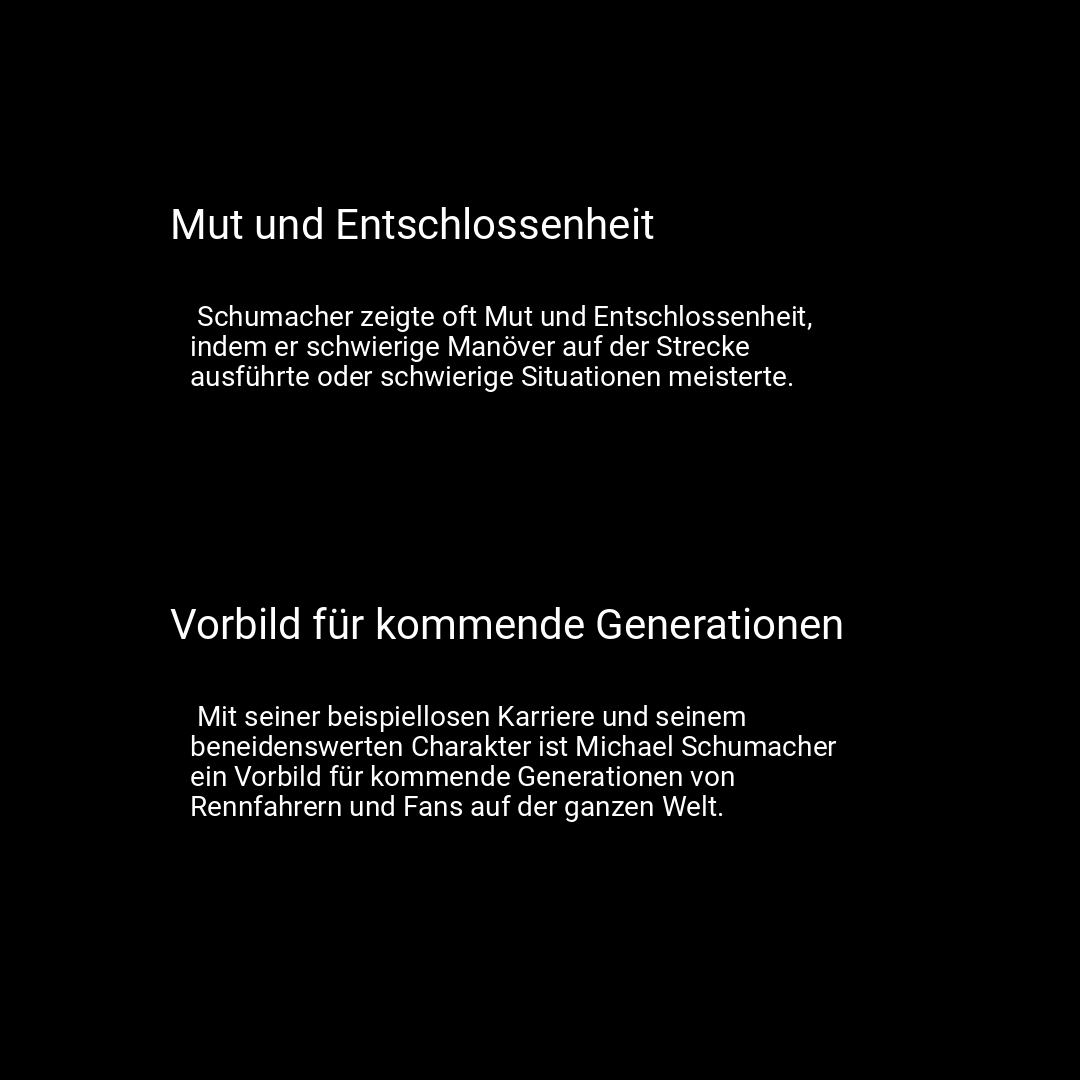 Mut und Entschlossenheit
Schumacher zeigte oft Mut und Entschlossenheit,
indem er schwierige Manöver auf der Strecke
ausführte oder schwierige Situationen meisterte.
Vorbild für kommende Generationen
Mit seiner beispiellosen Karriere und seinem
beneidenswerten Charakter ist Michael Schumacher
ein Vorbild für kommende Generationen von
Rennfahrern und Fans auf der ganzen Welt.